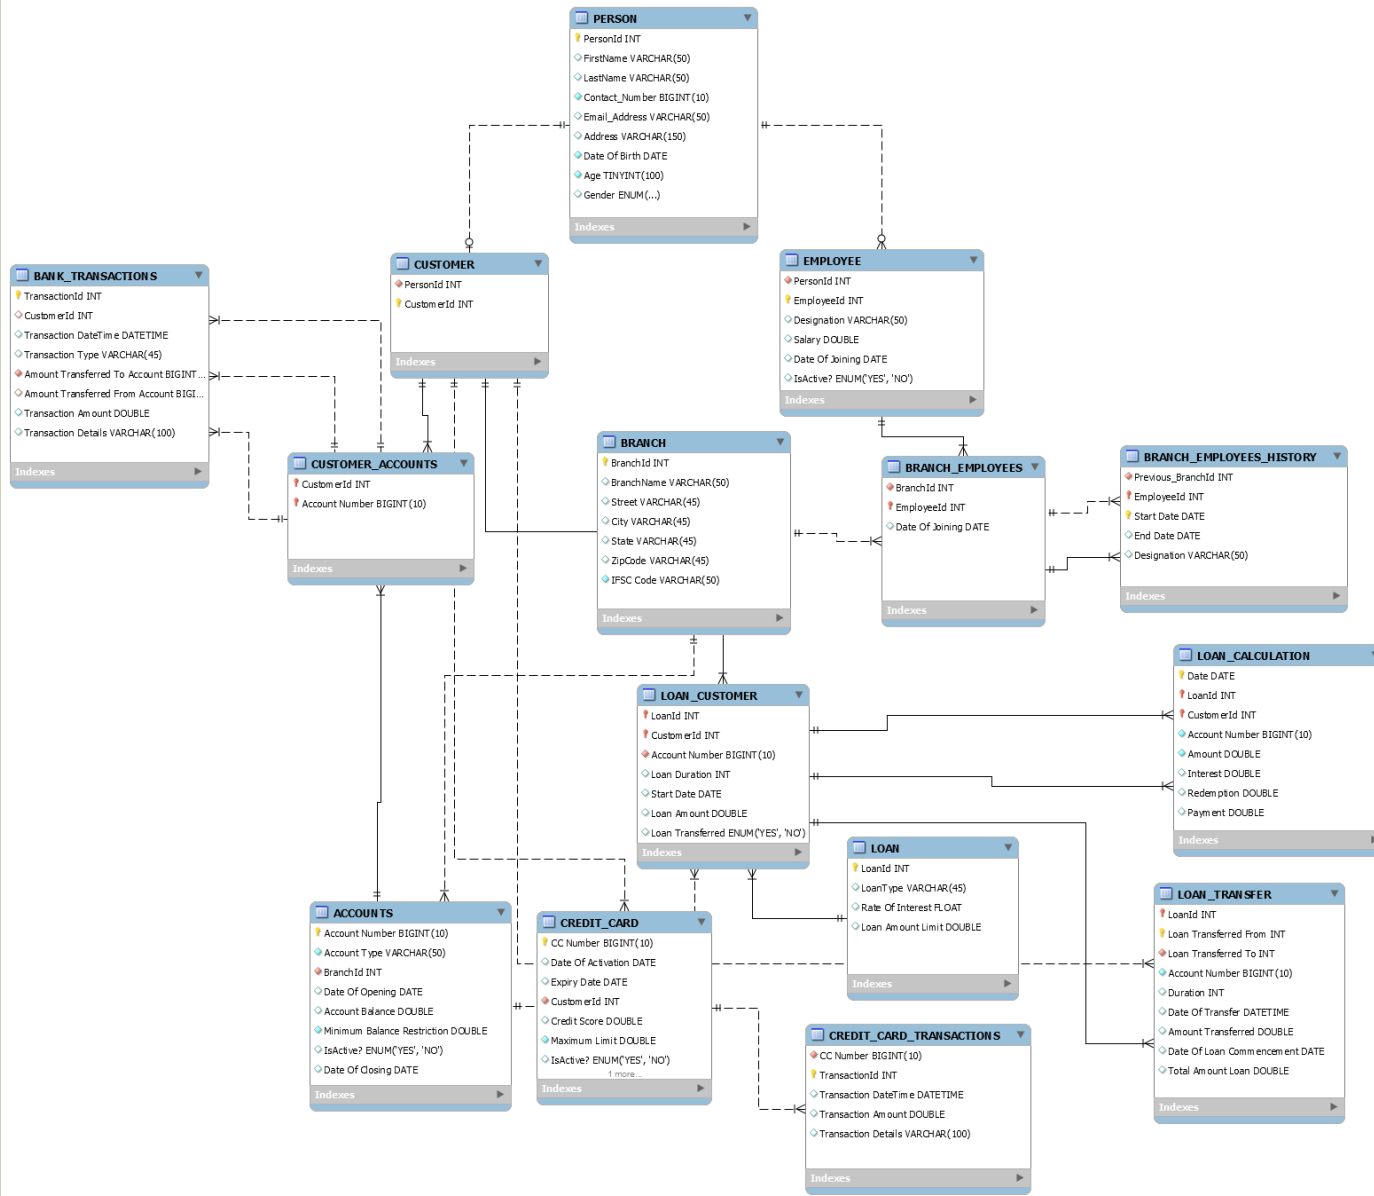 PERSON
PersonId INT
FirstName VARCHAR(50)
LastName VARCHAR(50)
Contact_Number BIGINT(10)
Email_Address VARCHAR(50)
Address VARCHAR(150)
Date Of Birth DATE
Age TINYINT(100)
Gender ENUM(...)
Indexes
CUSTOMER
PersonId INT
CustomerId INT
Indexes
EMPLOYEE
PersonId INT
EmployeeId INT
Designation VARCHAR(50)
Salary DOUBLE
Date Of Joining DATE
IsActive? ENUM('YES', 'NO')
Indexes
BANK_TRANSACTIONS
TransactionId INT
CustomerId INT
Transaction DateTime DATETIME
Transaction Type VARCHAR(45)
Amount Transferred To Account BIGINT...
Amount Transferred From Account BIGI...
Transaction Amount DOUBLE
Transaction Details VARCHAR(100)
Indexes
CUSTOMER_ACCOUNTS
CustomerId INT
Account Number BIGINT(10)
Indexes
BRANCH
BranchId INT
BranchName VARCHAR(50)
Street VARCHAR(45)
City VARCHAR(45)
State VARCHAR(45)
ZipCode VARCHAR(45)
IFSC Code VARCHAR(50)
Indexes
BRANCH_EMPLOYEES
BranchId INT
EmployeeId INT
Date Of Joining DATE
Indexes
BRANCH_EMPLOYEES_HISTORY
Previous_BranchId INT
EmployeeId INT
Start Date DATE
End Date DATE
Designation VARCHAR(50)
Indexes
LOAN_CUSTOMER
LoanId INT
CustomerId INT
Account Number BIGINT(10)
Loan Duration INT
Start Date DATE
Loan Amount DOUBLE
Loan Transferred ENUM('YES', 'NO')
Indexes
LOAN_CALCULATION
Date DATE
LoanId INT
CustomerId INT
Account Number BIGINT(10)
Amount DOUBLE
Interest DOUBLE
Redemption DOUBLE
Payment DOUBLE
Indexes
LOAN
LoanId INT
LoanType VARCHAR(45)
Rate Of Interest FLOAT
Loan Amount Limit DOUBLE
Indexes
LOAN_TRANSFER
LoanId INT
Loan Transferred From INT
Loan Transferred To INT
Account Number BIGINT(10)
Duration INT
Date Of Transfer DATETIME
Amount Transferred DOUBLE
Date Of Loan Commencement DATE
Total Amount Loan DOUBLE
Indexes
ACCOUNTS
Account Number BIGINT(10)
Account Type VARCHAR(50)
BranchId INT
Date Of Opening DATE
Account Balance DOUBLE
Minimum Balance Restriction DOUBLE
IsActive? ENUM('YES', 'NO')
Date Of Closing DATE
Indexes
CREDIT_CARD
CC Number BIGINT(10)
Date Of Activation DATE
Expiry Date DATE
CustomerId INT
Credit Score DOUBLE
Maximum Limit DOUBLE
IsActive? ENUM('YES', 'NO')
1 more...
Indexes
CREDIT_CARD_TRANSACTIONS
CC Number BIGINT(10)
TransactionId INT
Transaction DateTime DATETIME
Transaction Amount DOUBLE
Transaction Details VARCHAR(100)
Indexes